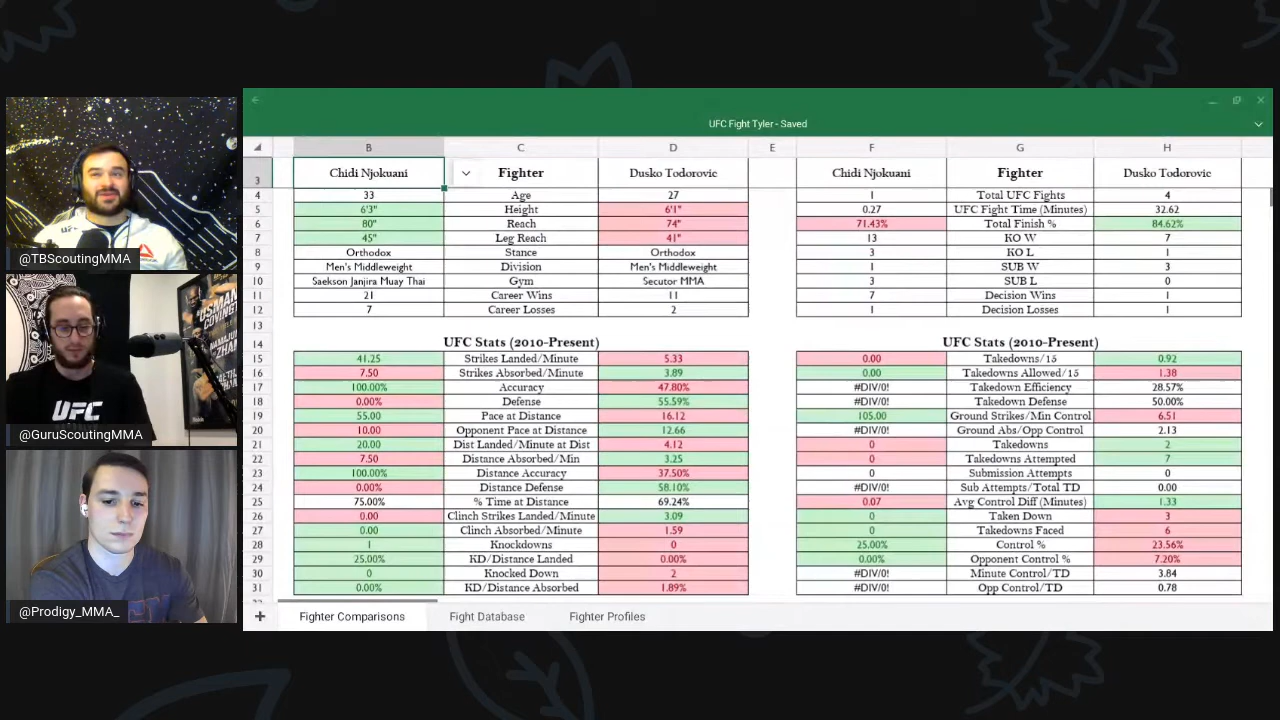 @TBScoutingMMA
UFC
@GuruScoutingMMA
@Prodigy_MMA_
USMAN
COVINGTON
UFC Fight Tyler - Saved
B C D E F G H
3 Chidi Njokuani Fighter Dusko Todorovic Chidi Njokuani Fighter Dusko Todorovic
4 33 Age 27 1 Total UFC Fights 4
5 6'3" Height 6'1" 0.27 UFC Fight Time (Minutes) 32.62
6 80" Reach 74" 71.43% Total Finish % 84.62%
7 45" Leg Reach 41" 13 KO W 7
8 Orthodox Stance Orthodox 3 KO L 1
9 Men's Middleweight Division Men's Middleweight 1 SUB W 3
10 Saekson Janjira Muay Thai Gym Secutor MMA 3 SUB L 0
11 21 Career Wins 11 7 Decision Wins 1
12 7 Career Losses 2 1 Decision Losses 1
13
14 UFC Stats (2010-Present) UFC Stats (2010-Present)
15 41.25 Strikes Landed/Minute 5.33 0.00 Takedowns/15 0.92
16 7.50 Strikes Absorbed/Minute 3.89 0.00 Takedowns Allowed/15 1.38
17 100.00% Accuracy 47.80% #DIV/0! Takedown Efficiency 28.57%
18 0.00% Defense 55.59% #DIV/0! Takedown Defense 50.00%
19 55.00 Pace at Distance 16.12 105.00 Ground Strikes/Min Control 6.51
20 10.00 Opponent Pace at Distance 12.66 #DIV/0! Ground Abs/Opp Control 2.13
21 20.00 Dist Landed/Minute at Dist 4.12 0 Takedowns 2
22 7.50 Distance Absorbed/Min 3.25 0 Takedowns Attempted 7
23 100.00% Distance Accuracy 37.50% 0 Submission Attempts 0
24 0.00% Distance Defense 58.10% #DIV/0! Sub Attempts/Total TD 0.00
25 75.00% % Time at Distance 69.24% 0.07 Avg Control Diff (Minutes) 1.33
26 0.00 Clinch Strikes Landed/Minute 3.09 0 Taken Down 3
27 0.00 Clinch Absorbed/Minute 1.59 0 Takedowns Faced 6
28 1 Knockdowns 0 25.00% Control % 23.56%
29 25.00% KD/Distance Landed 0.00% 0.00% Opponent Control % 7.20%
30 0 Knocked Down 2 #DIV/0! Minute Control/TD 3.84
31 0.00% KD/Distance Absorbed 1.89% #DIV/0! Opp Control/TD 0.78
Fighter Comparisons Fight Database Fighter Profiles